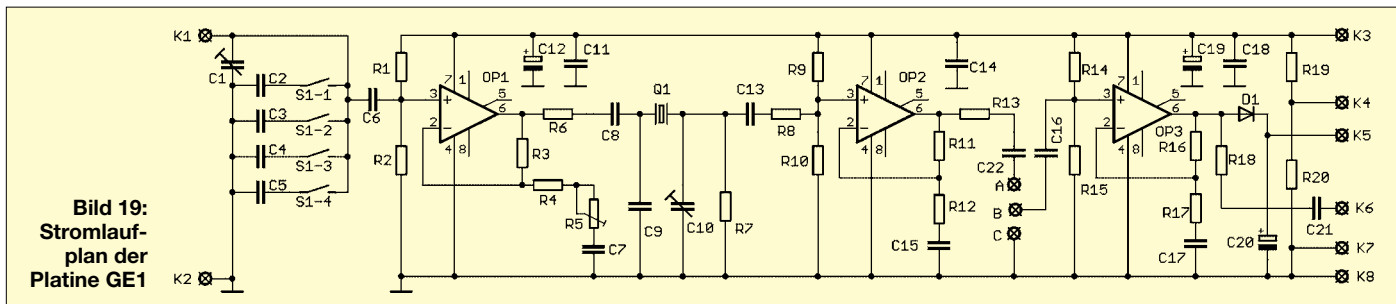 K1
C1
C2
S1-1
C3
S1-2
C4
S1-3
C5
S1-4
K2
Bild 19:
Stromlauf-
plan der
Platine GE1
C6
R1
R2
7
1
3
+
2
-
4
8
5
6
OP1
C12
+
C11
R3
R4
R5
C7
R6
C8
Q1
C9
C10
R7
C13
R8
R9
R10
7
1
3
+
2
-
4
8
5
6
OP2
C14
R11
R12
C15
R13
C22
A
B
C
C16
R14
R15
7
1
3
+
2
-
4
8
5
6
OP3
C19
+
C18
R16
R17
C17
R18
D1
C20
+
C21
R19
R20
K3
K4
K5
K6
K7
K8